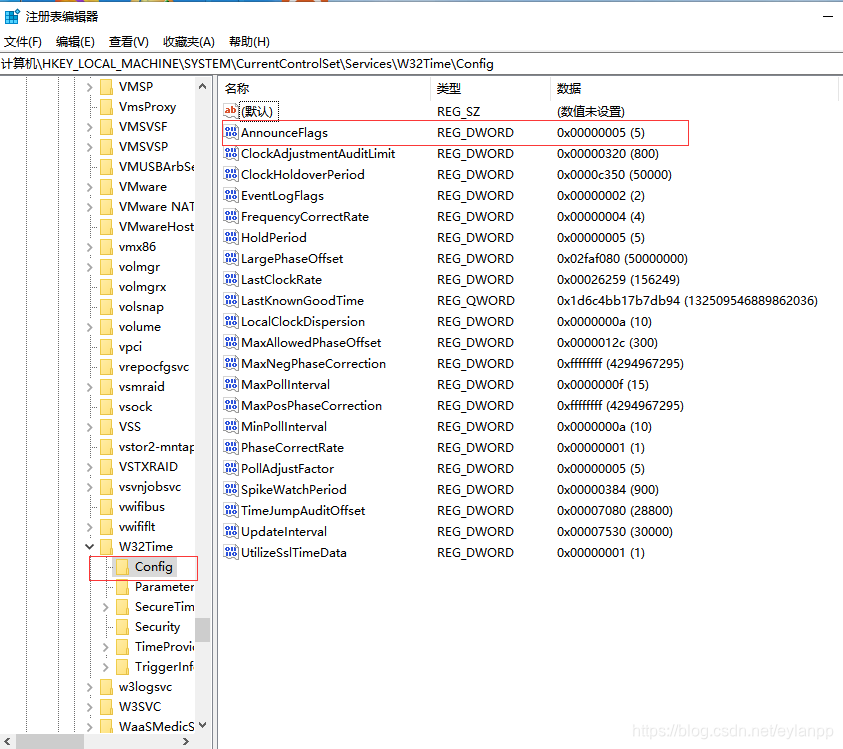 注册表编辑器
文件(F) 编辑(E) 查看(V) 收藏夹(A) 帮助(H)
计算机\HKEY_LOCAL_MACHINE\SYSTEM\CurrentControlSet\Services\W32Time\Config
VMSP
VmsProxy
VMSVSF
VMSVSP
VMUSBArbSe
VMware
VMware NAT
VMwareHost
vmx86
volmgr
volmgrx
volsnap
volume
vpci
vrepocfgsvc
vsmraid
vsock
VSS
vstor2-mntap
VSTXRAID
vsvnjobsvc
vwifibus
vwififlt
W32Time
Config
Parameter
SecureTim
Security
TimeProvi
TriggerInf
w3logsvc
W3SVC
WaaSMedicS
名称 类型 数据
(默认) REG_SZ (数值未设置)
AnnounceFlags REG_DWORD 0x00000005 (5)
ClockAdjustmentAuditLimit REG_DWORD 0x00000320 (800)
ClockHoldoverPeriod REG_DWORD 0x0000c350 (50000)
EventLogFlags REG_DWORD 0x00000002 (2)
FrequencyCorrectRate REG_DWORD 0x00000004 (4)
HoldPeriod REG_DWORD 0x00000005 (5)
LargePhaseOffset REG_DWORD 0x02faf080 (50000000)
LastClockRate REG_DWORD 0x00026259 (156249)
LastKnownGoodTime REG_QWORD 0x1d6c4bb17b7db94 (132509546889862036)
LocalClockDispersion REG_DWORD 0x0000000a (10)
MaxAllowedPhaseOffset REG_DWORD 0x0000012c (300)
MaxNegPhaseCorrection REG_DWORD 0xffffffff (4294967295)
MaxPollInterval REG_DWORD 0x0000000f (15)
MaxPosPhaseCorrection REG_DWORD 0xffffffff (4294967295)
MinPollInterval REG_DWORD 0x0000000a (10)
PhaseCorrectRate REG_DWORD 0x00000001 (1)
PollAdjustFactor REG_DWORD 0x00000005 (5)
SpikeWatchPeriod REG_DWORD 0x00000384 (900)
TimeJumpAuditOffset REG_DWORD 0x00007080 (28800)
UpdateInterval REG_DWORD 0x00007530 (30000)
UtilizeSslTimeData REG_DWORD 0x00000001 (1)
https://blog.csdn.net/eylanpp